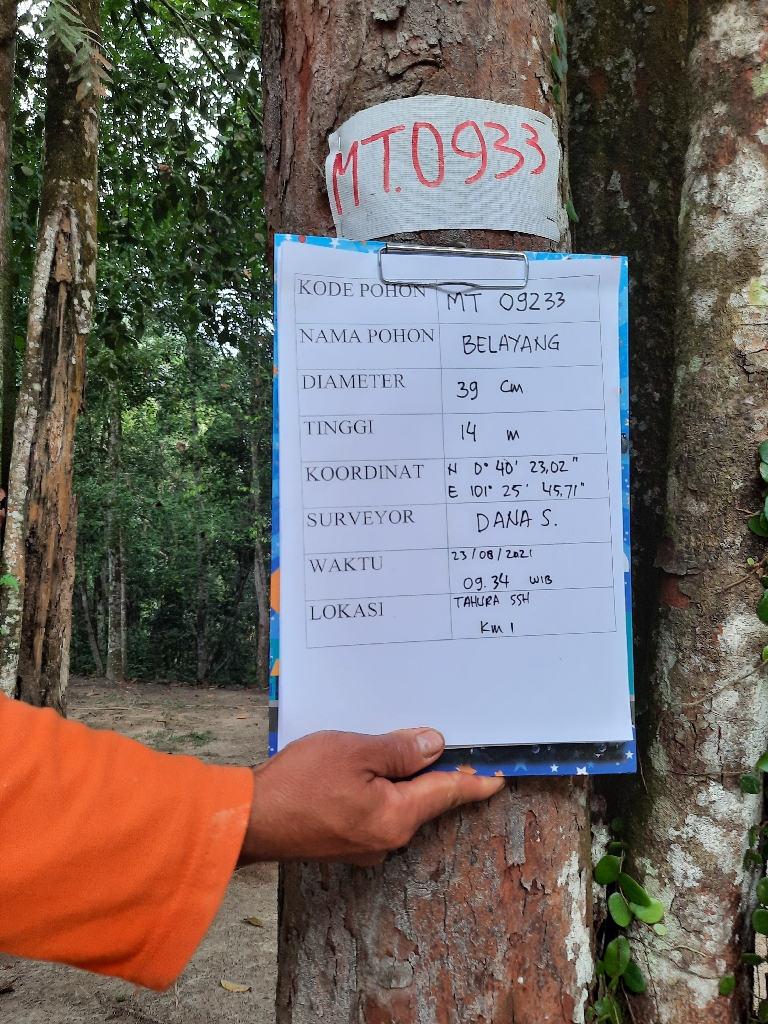 MT.0933
KODE POHON MT 09233
NAMA POHON BELAYANG
DIAMETER 39 Cm
TINGGI 14 m
KOORDINAT N 0° 40' 23,02"
E 101° 25' 45,71"
SURVEYOR DANA S.
WAKTU 23/08/2021
09.34 WIB
LOKASI TAHURA SSH
Km 1